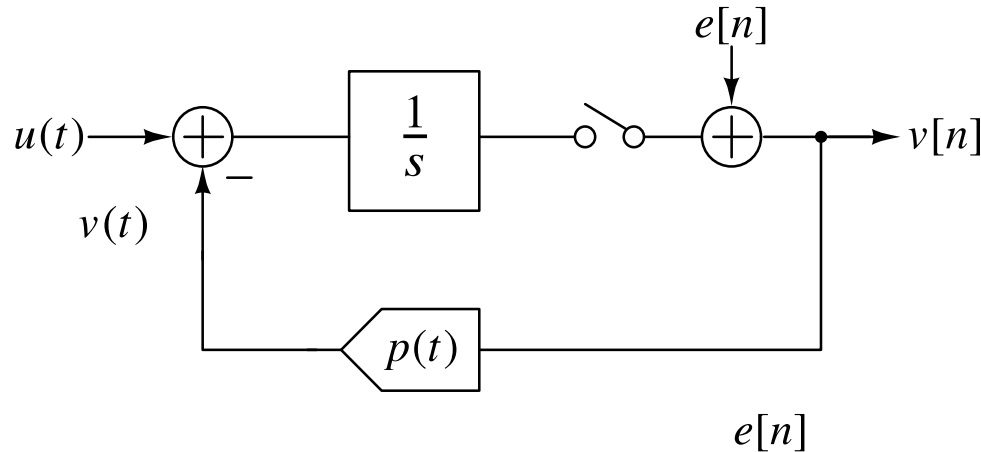 e[n]
u(t)
1
s
v[n]
−
v(t)
p(t)
e[n]